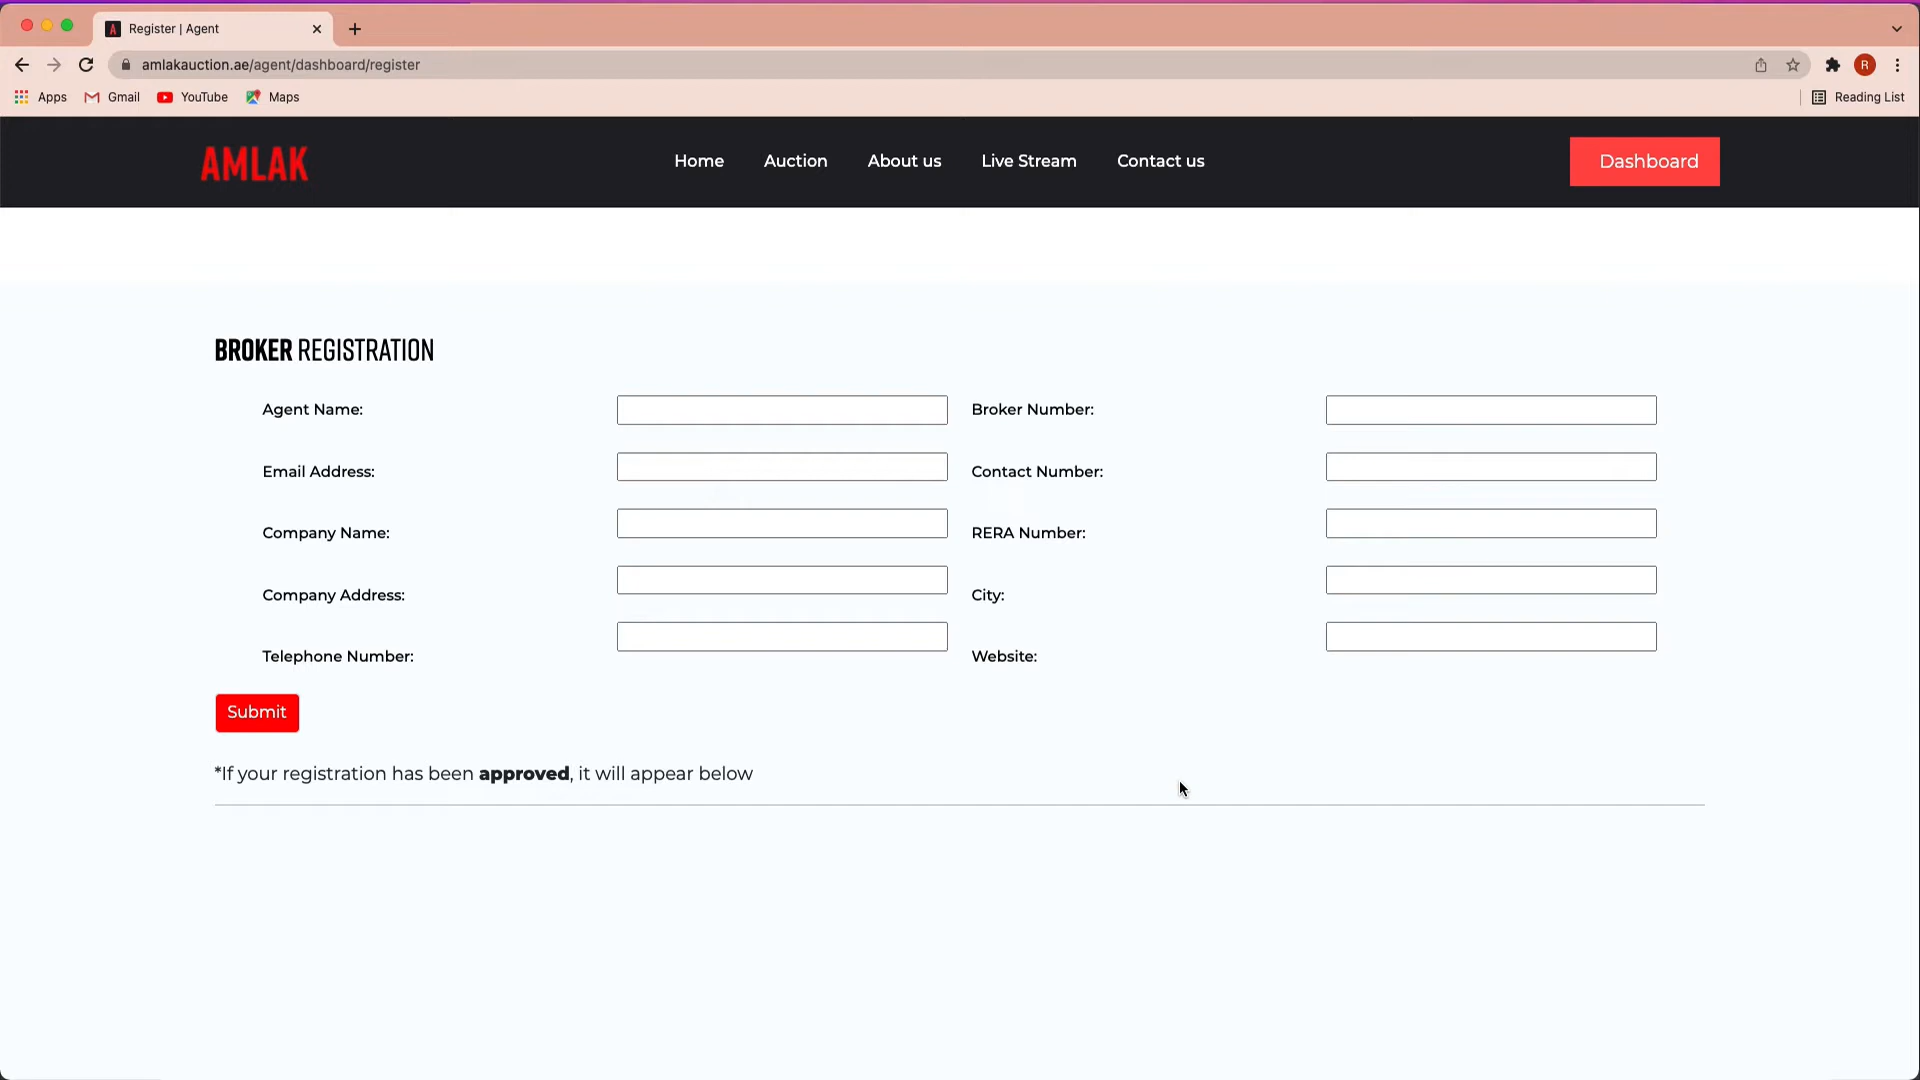 Register | Agent
amlakauction.ae/agent/dashboard/register
R
Apps Gmail YouTube Maps Reading List
AMLAK Home Auction About us Live Stream Contact us Dashboard
BROKER REGISTRATION
Agent Name: Broker Number:
Email Address: Contact Number:
Company Name: RERA Number:
Company Address: City:
Telephone Number: Website:
Submit
*If your registration has been approved, it will appear below